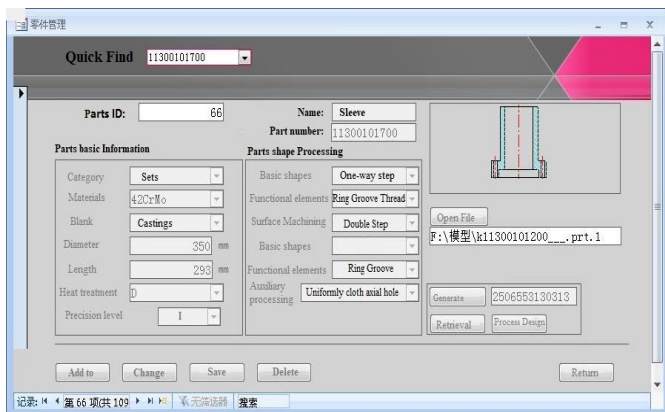 零件管理
Quick Find 11300101700
Parts ID: 66
Name: Sleeve
Part number: 11300101700
Parts basic Information
Category Sets
Materials 42CrMo
Blank Castings
Diameter 350 mm
Length 293 mm
Heat treatment D
Precision level I
Parts shape Processing
Basic shapes One-way step
Functional elements Ring Groove Thread
Surface Machining Double Step
Basic shapes
Functional elements Ring Groove
Auxiliary processing Uniformly cloth axial hole
Open File
F:\模型\k11300101200___.prt.1
Generate 2506553130313
Retrieval Process Design
Add to Change Save Delete Return
记录: 第 66 项(共 109 无筛选器 搜索